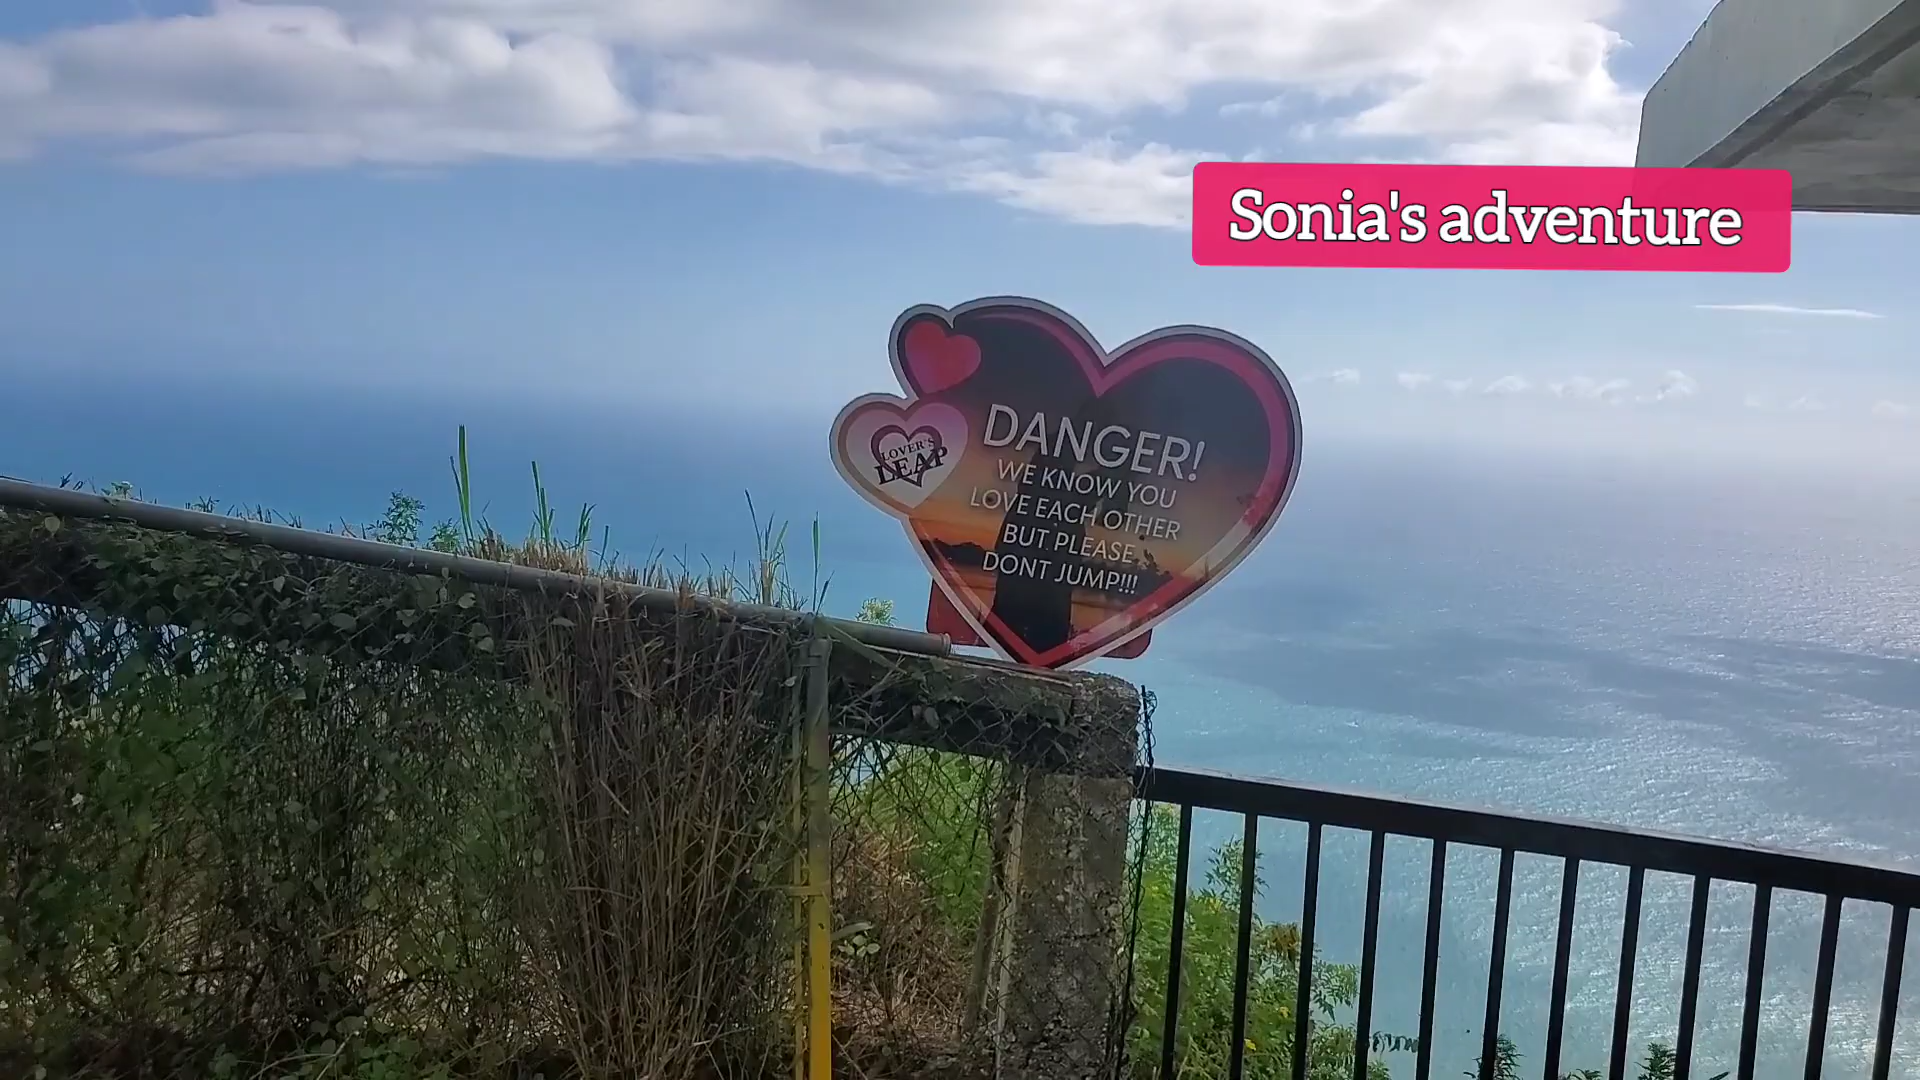 Sonia's adventure
LOVER'S
LEAP
DANGER!
WE KNOW YOU
LOVE EACH OTHER
BUT PLEASE
DONT JUMP!!!